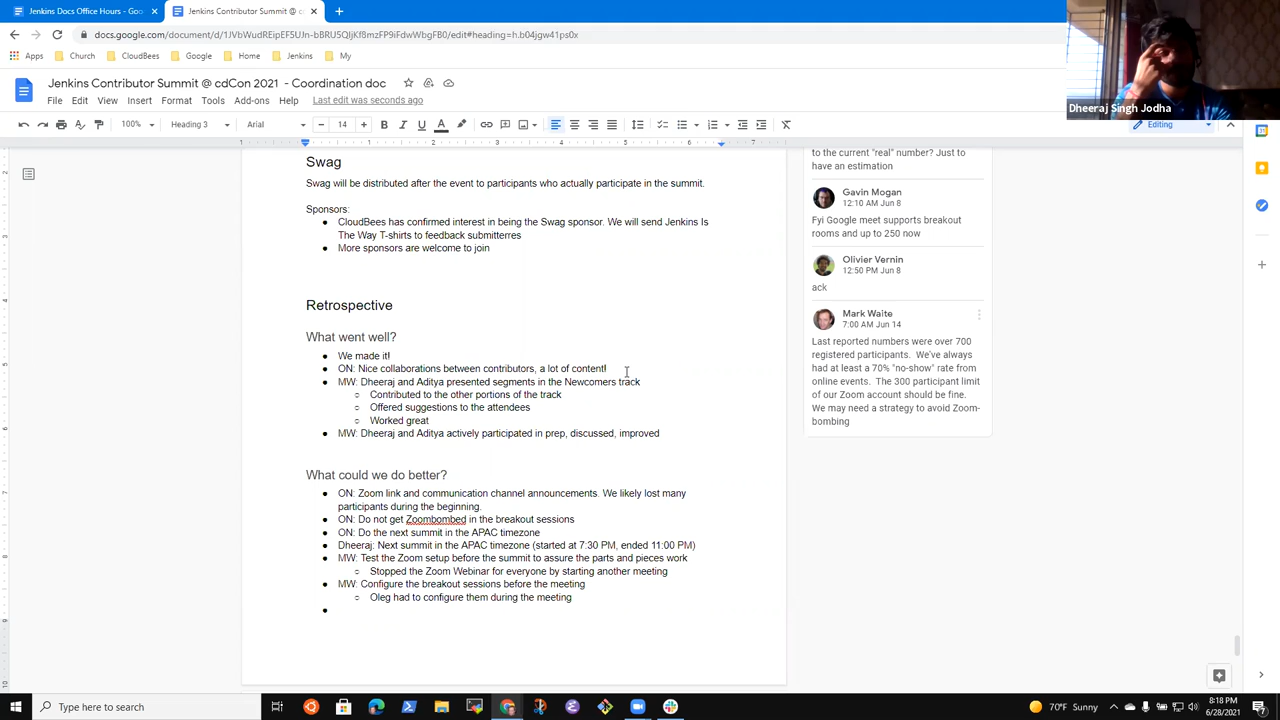 Jenkins Docs Office Hours - Goo
Jenkins Contributor Summit @ c
docs.google.com/document/d/
Apps Church CloudBees Google Home Jenkins My
Jenkins Contributor Summit @ cdCon 2021 - Coordination doc
File Edit View Insert Format Tools Add-ons Help Last edit was seconds ago
100% Heading 3 Arial 14
Editing
Dheeraj Singh Jodha
1 1 2 3 4 5 6 7
Swag
Swag will be distributed after the event to participants who actually participate in the summit.
Sponsors:
CloudBees has confirmed interest in being the Swag sponsor. We will send Jenkins Is
The Way T-shirts to feedback submitterres
More sponsors are welcome to join
Retrospective
What went well?
We made it!
ON: Nice collaborations between contributors, a lot of content!
MW: Dheeraj and Aditya presented segments in the Newcomers track
Contributed to the other portions of the track
Offered suggestions to the attendees
Worked great
MW: Dheeraj and Aditya actively participated in prep, discussed, improved
What could we do better?
ON: Zoom link and communication channel announcements. We likely lost many
participants during the beginning.
ON: Do not get Zoombombed in the breakout sessions
ON: Do the next summit in the APAC timezone
Dheeraj: Next summit in the APAC timezone (started at 7:30 PM, ended 11:00 PM)
MW: Test the Zoom setup before the summit to assure the parts and pieces work
Stopped the Zoom Webinar for everyone by starting another meeting
MW: Configure the breakout sessions before the meeting
Oleg had to configure them during the meeting
to the current "real" number? Just to
have an estimation
Gavin Mogan
12:10 AM Jun 8
Fyi Google meet supports breakout
rooms and up to 250 now
Olivier Vernin
12:50 PM Jun 8
ack
Mark Waite
7:00 AM Jun 14
Last reported numbers were over 700
registered participants. We've always
had at least a 70% "no-show" rate from
online events. The 300 participant limit
of our Zoom account should be fine.
We may need a strategy to avoid Zoom-
bombing
Type here to search
70°F Sunny
8:18 PM
6/28/2021